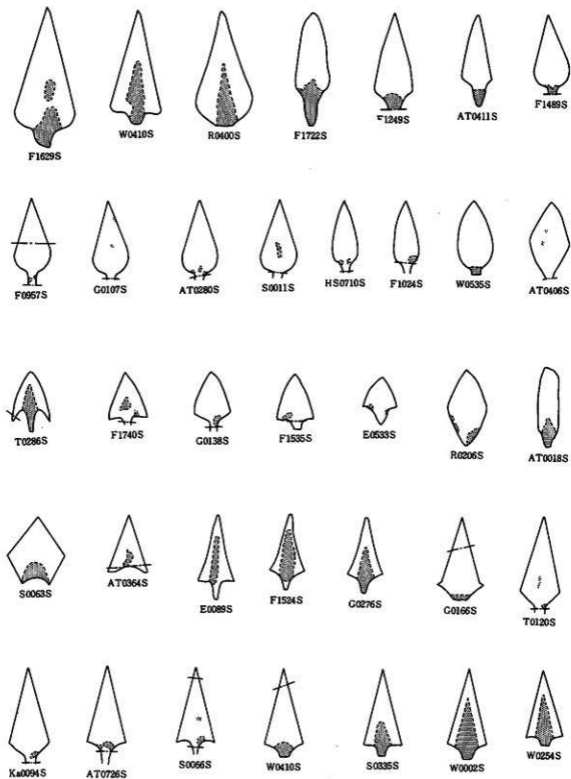 F1629S
W0410S
R0400S
F1722S
F1249S
AT0411S
F1489S
F0957S
G0107S
AT0280S
S0011S
HS0710S
F1024S
W0535S
AT0406S
T0286S
F1740S
G0138S
F1535S
E0533S
R0206S
AT0018S
S0063S
AT0364S
E0089S
F1524S
G0276S
G0166S
T0120S
Ka0094S
AT0726S
S0066S
W0410S
S0335S
W0002S
W0254S